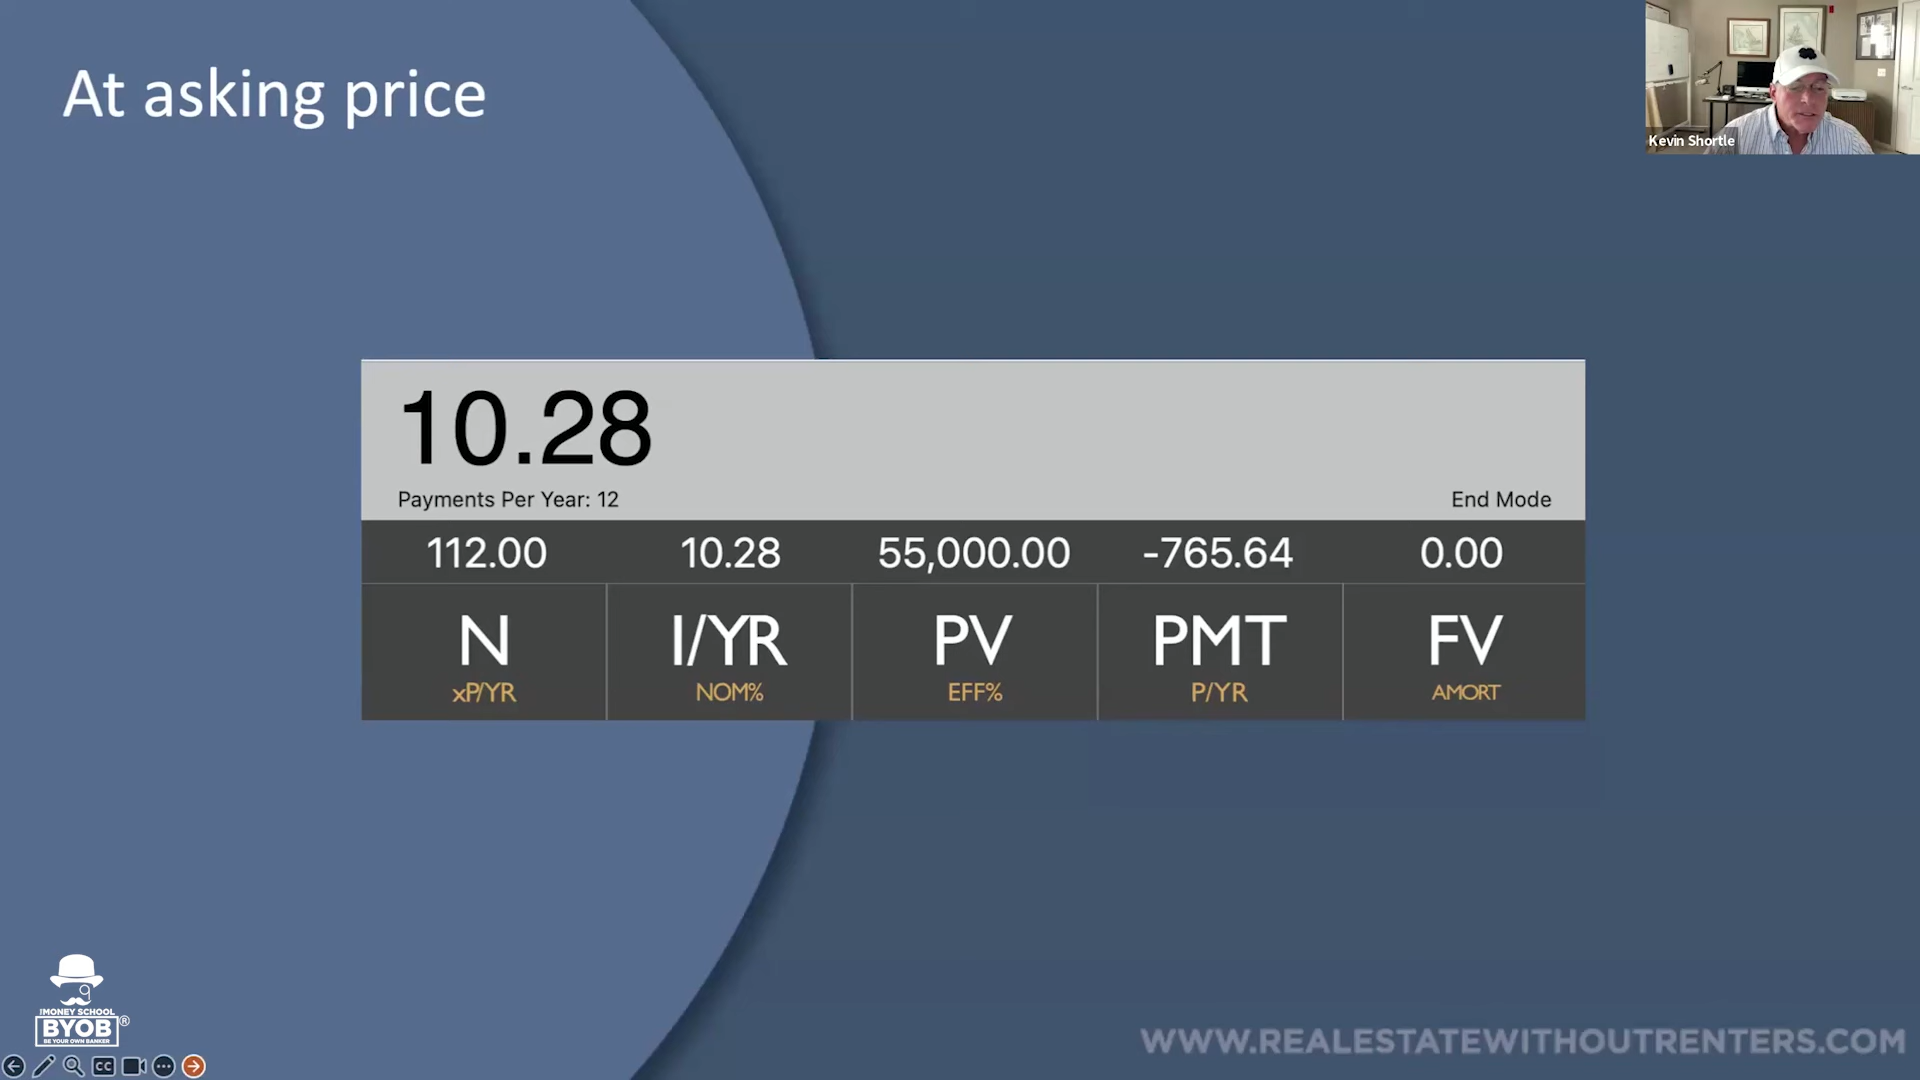 At asking price
Kevin Shortle
10.28
Payments Per Year: 12
End Mode
112.00 10.28 55,000.00 -765.64 0.00
N I/YR PV PMT FV
xP/YR NOM% EFF% P/YR AMORT
THE MONEY SCHOOL
BYOB®
BE YOUR OWN BANKER
CC
WWW.REALESTATEWITHOUTRENTERS.COM